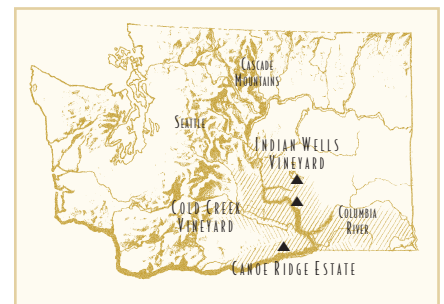 CASCADE
MOUNTAINS
SEATTLE
INDIAN WELLS
VINEYARD
COLD CREEK
VINEYARD
COLUMBIA
RIVER
CANOE RIDGE ESTATE